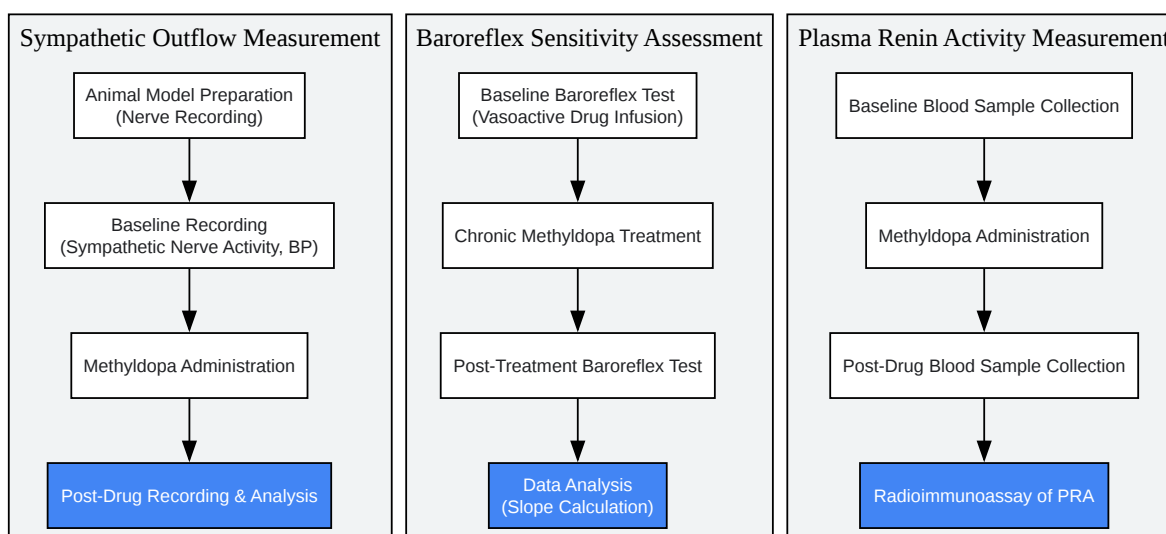 Sympathetic Outflow Measurement
Animal Model Preparation
(Nerve Recording)
Baseline Recording
(Sympathetic Nerve Activity, BP)
Methyldopa Administration
Post-Drug Recording & Analysis
Baroreflex Sensitivity Assessment
Baseline Baroreflex Test
(Vasoactive Drug Infusion)
Chronic Methyldopa Treatment
Post-Treatment Baroreflex Test
Data Analysis
(Slope Calculation)
Plasma Renin Activity Measurement
Baseline Blood Sample Collection
Methyldopa Administration
Post-Drug Blood Sample Collection
Radioimmunoassay of PRA